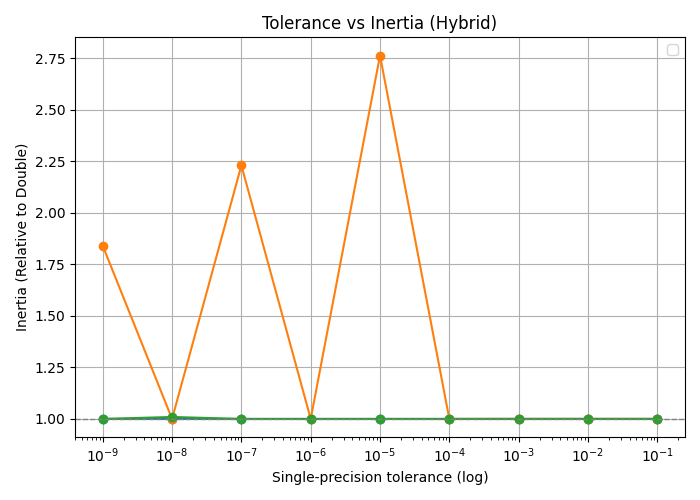 Tolerance vs Inertia (Hybrid)
Inertia (Relative to Double)
2.75
2.50
2.25
2.00
1.75
1.50
1.25
1.00
10⁻⁹ 10⁻⁸ 10⁻⁷ 10⁻⁶ 10⁻⁵ 10⁻⁴ 10⁻³ 10⁻² 10⁻¹
Single-precision tolerance (log)